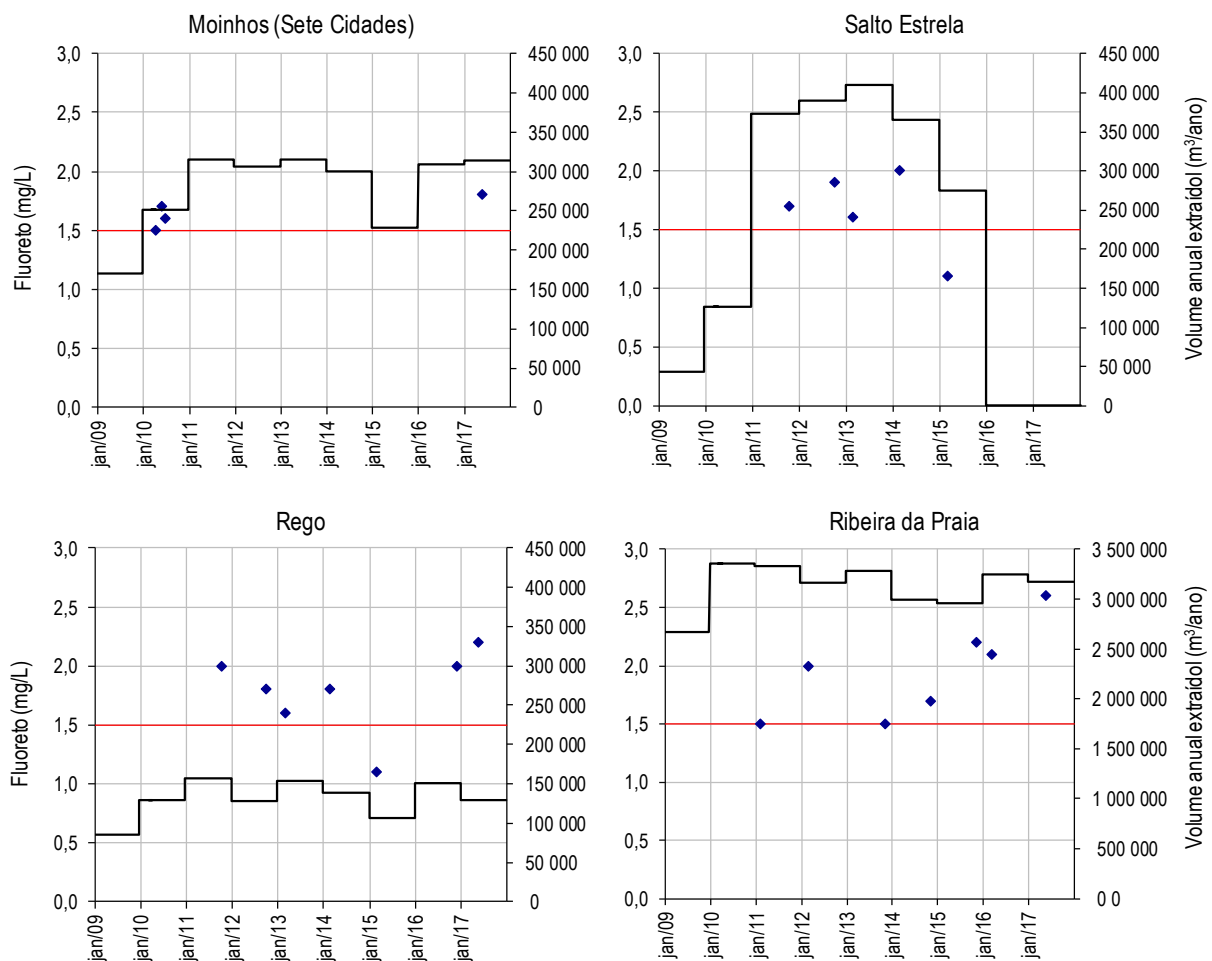 Moinhos (Sete Cidades)
Fluoreto (mg/L)
3,0
2,5
2,0
1,5
1,0
0,5
0,0
450 000
400 000
350 000
300 000
250 000
200 000
150 000
100 000
50 000
0
jan/09
jan/10
jan/11
jan/12
jan/13
jan/14
jan/15
jan/16
jan/17
Salto Estrela
3,0
2,5
2,0
1,5
1,0
0,5
0,0
450 000
400 000
350 000
300 000
250 000
200 000
150 000
100 000
50 000
0
Volume anual extraídol (m³/ano)
jan/09
jan/10
jan/11
jan/12
jan/13
jan/14
jan/15
jan/16
jan/17
Rego
Fluoreto (mg/L)
3,0
2,5
2,0
1,5
1,0
0,5
0,0
450 000
400 000
350 000
300 000
250 000
200 000
150 000
100 000
50 000
0
jan/09
jan/10
jan/11
jan/12
jan/13
jan/14
jan/15
jan/16
jan/17
Ribeira da Praia
3,0
2,5
2,0
1,5
1,0
0,5
0,0
3 500 000
3 000 000
2 500 000
2 000 000
1 500 000
1 000 000
500 000
0 0
Volume anual extraídol (m³/ano)
jan/09
jan/10
jan/11
jan/12
jan/13
jan/14
jan/15
jan/16
jan/17